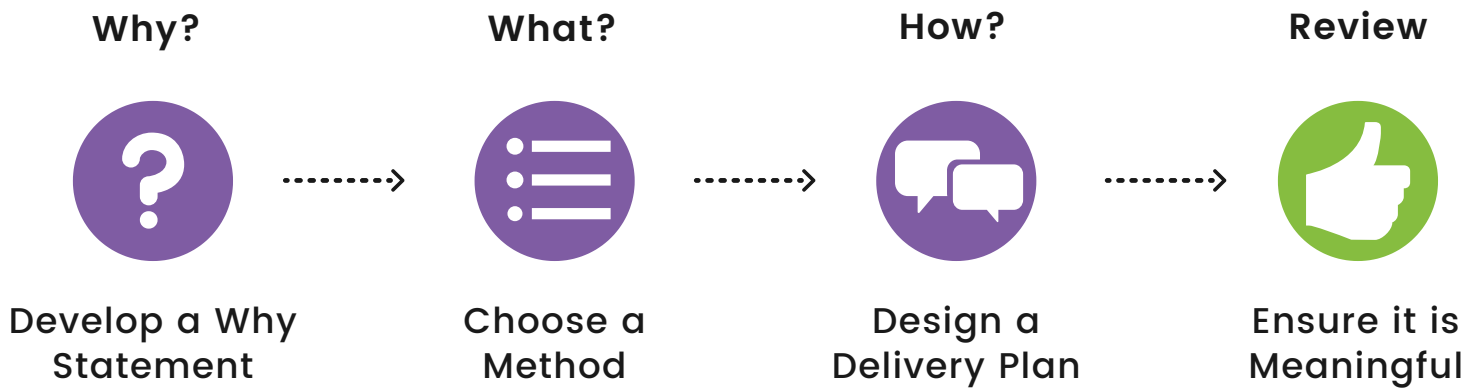 Why?
Develop a Why
Statement
What?
Choose a
Method
How?
Design a
Delivery Plan
Review
Ensure it is
Meaningful